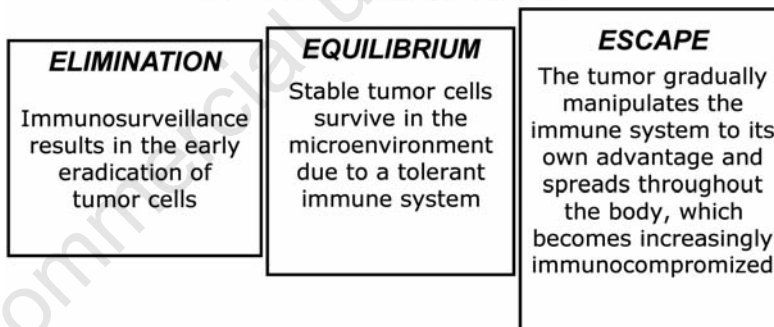 ELIMINATION
Immunosurveillance
results in the early
eradication of
tumor cells
EQUILIBRIUM
Stable tumor cells
survive in the
microenvironment
due to a tolerant
immune system
ESCAPE
The tumor gradually
manipulates the
immune system to its
own advantage and
spreads throughout
the body, which
becomes increasingly
immunocompromized
ommercial u